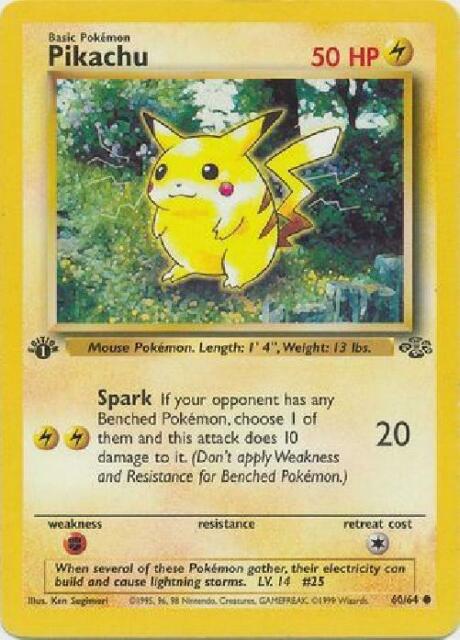 Basic Pokémon
Pikachu
50 HP
EDITION
1
Mouse Pokémon. Length: 1' 4", Weight: 13 lbs.
Spark If your opponent has any
Benched Pokémon, choose 1 of
them and this attack does 10
damage to it. (Don't apply Weakness
and Resistance for Benched Pokémon.)
20
weakness
resistance
retreat cost
When several of these Pokémon gather, their electricity can
build and cause lightning storms. LV. 14 #25
Illus. Ken Sugimori
©1995, 96, 98 Nintendo, Creatures, GAMEFREAK. ©1999 Wizards.
60/64